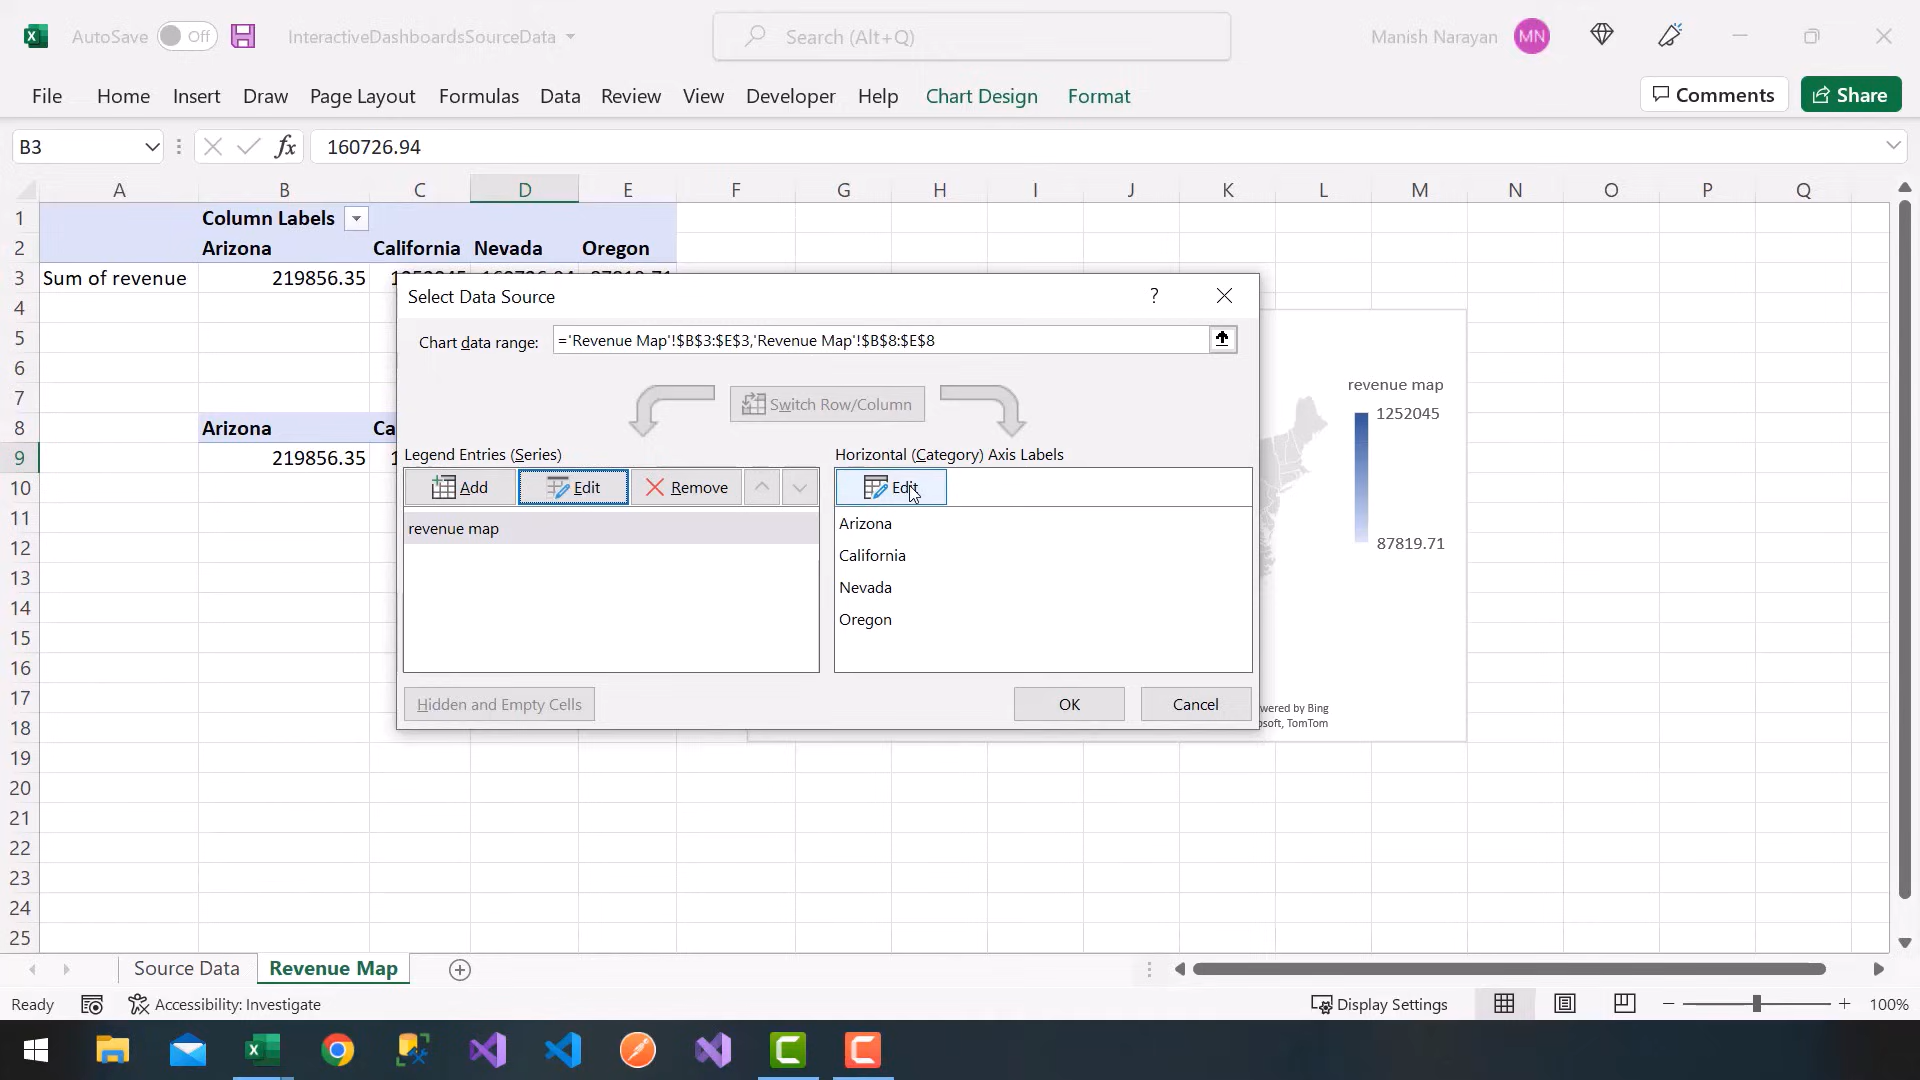 AutoSave Off InteractiveDashboardsSourceData Search (Alt+Q) Manish Narayan MN
File Home Insert Draw Page Layout Formulas Data Review View Developer Help Chart Design Format Comments Share
B3 fx 160726.94
A B C D E F G H I J K L M N O P Q
1 Column Labels
2 Arizona California Nevada Oregon
3 Sum of revenue 219856.35
4
5
6
7
8 Arizona Ca
9 219856.35
10
11
12
13
14
15
16
17
18
19
20
21
22
23
24
25
Select Data Source ?
Chart data range: ='Revenue Map'!$B$3:$E$3,'Revenue Map'!$B$8:$E$8
Switch Row/Column
Legend Entries (Series) Horizontal (Category) Axis Labels
Add Edit Remove Edit
revenue map
Arizona
California
Nevada
Oregon
Hidden and Empty Cells OK Cancel
revenue map
1252045
87819.71
wered by Bing
osoft, TomTom
Source Data Revenue Map
Ready Accessibility: Investigate Display Settings 100%